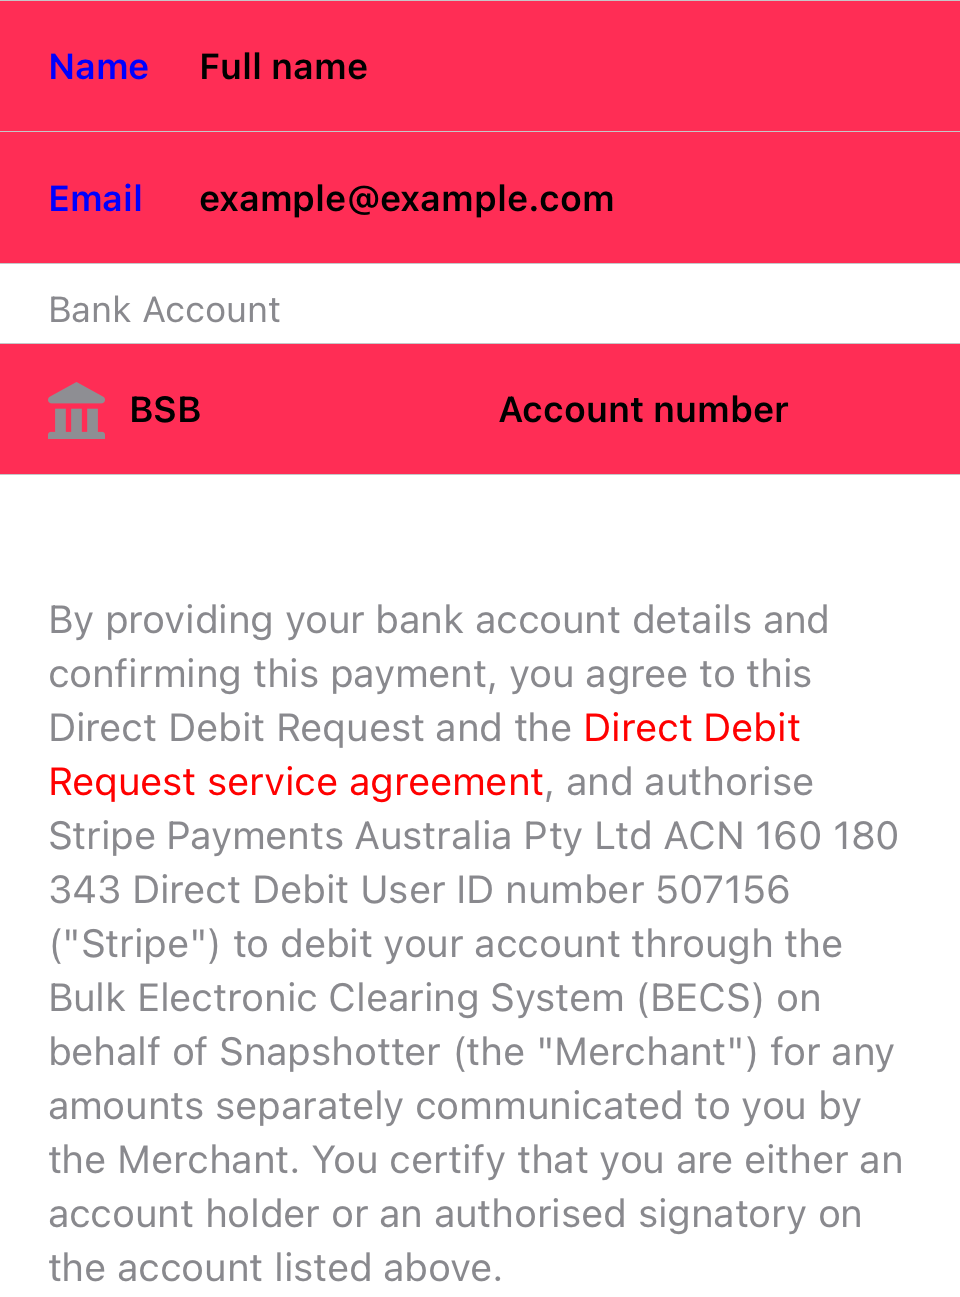 Name Full name
Email example@example.com
Bank Account
BSB Account number
By providing your bank account details and
confirming this payment, you agree to this
Direct Debit Request and the Direct Debit
Request service agreement, and authorise
Stripe Payments Australia Pty Ltd ACN 160 180
343 Direct Debit User ID number 507156
("Stripe") to debit your account through the
Bulk Electronic Clearing System (BECS) on
behalf of Snapshotter (the "Merchant") for any
amounts separately communicated to you by
the Merchant. You certify that you are either an
account holder or an authorised signatory on
the account listed above.